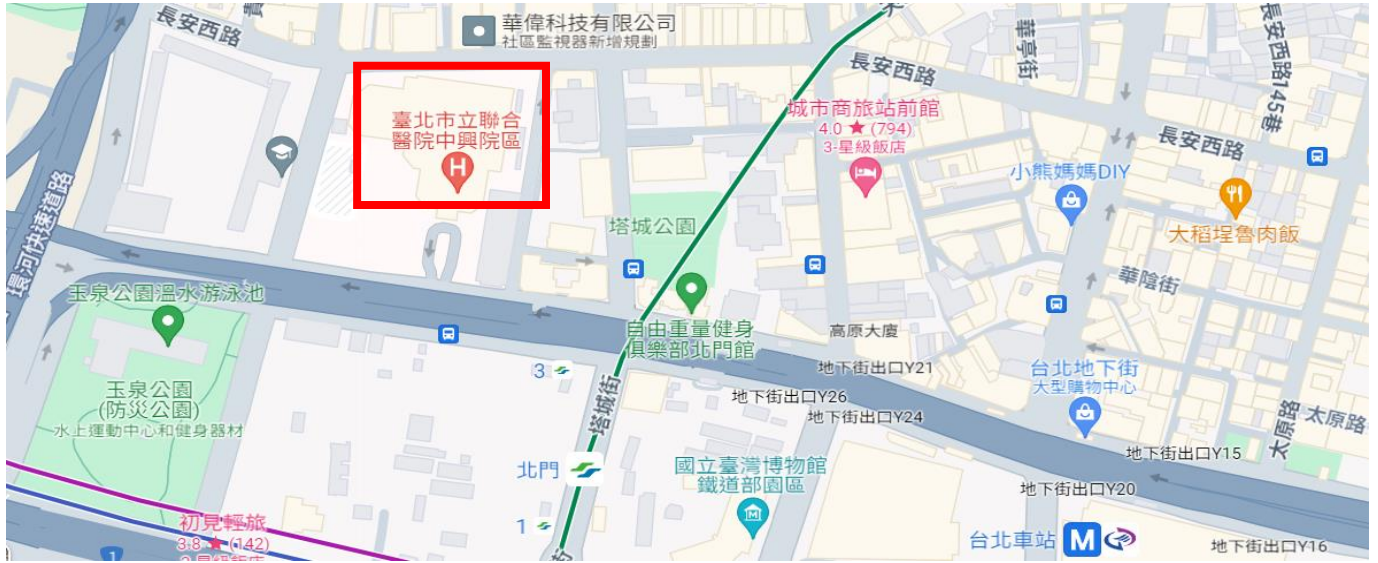 長安西路
華偉科技有限公司
社區監視器新增規劃
華亭街
長安西路145巷
長安西路
城市商旅站前館
4.0 ★ (794)
3-星級飯店
臺北市立聯合
醫院中興院區
H
長安西路
小熊媽媽DIY
大稻埕魯肉飯
環河快速道路
塔城公園
華陰街
玉泉公園溫水游泳池
自由重量健身
俱樂部北門館
高原大廈
地下街出口Y21
台北地下街
大型購物中心
3
玉泉公園
(防災公園)
水上運動中心和健身器材
塔城街
地下街出口Y26
地下街出口Y24
太原路
太原路
地下街出口Y15
北門
國立臺灣博物館
鐵道部園區
地下街出口Y20
初見輕旅
3.8 ★ (142)
1
1
台北車站
M
地下街出口Y16